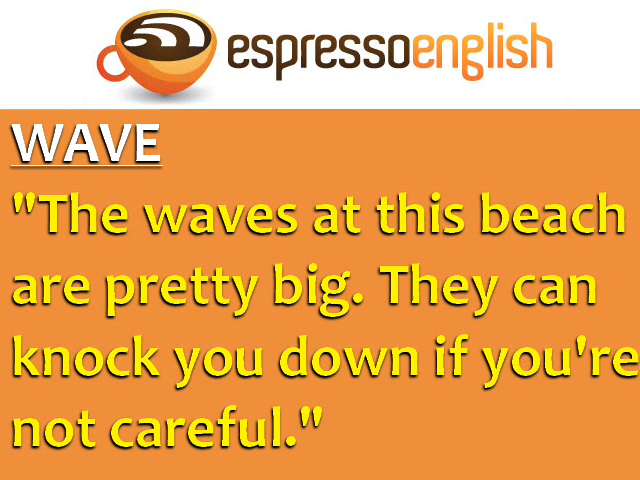 espressoenglish
WAVE
"The waves at this beach
are pretty big. They can
knock you down if you're
not careful."